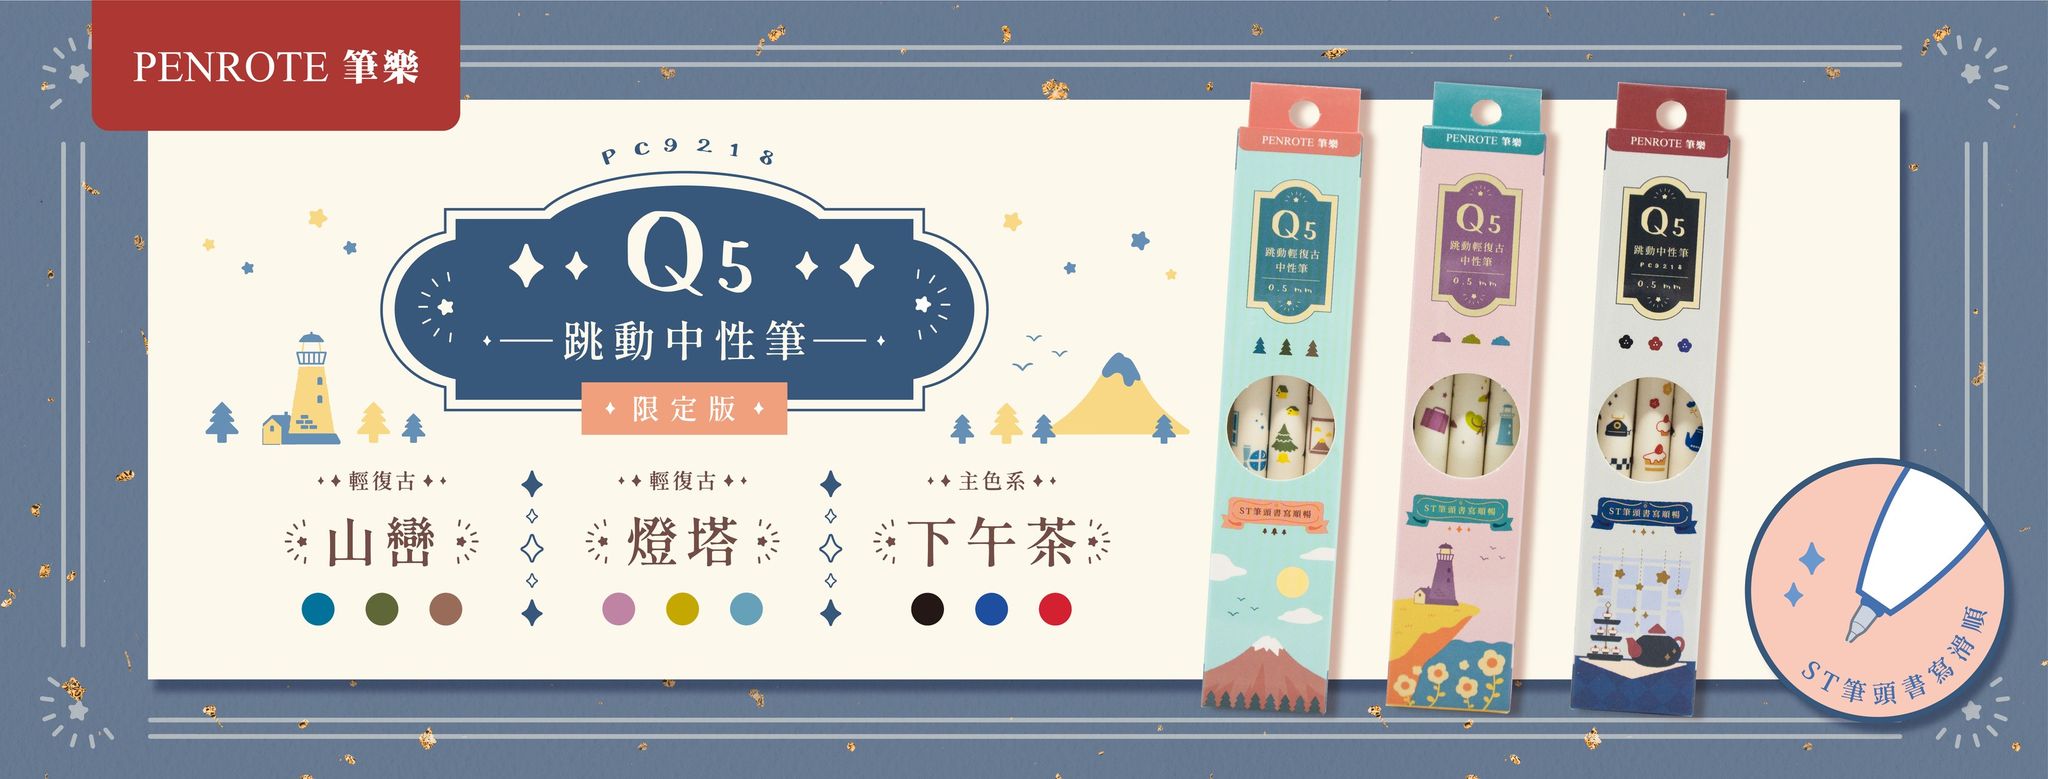 PENROTE 筆樂
PC9218
Q5
跳動中性筆
限定版
輕復古
山巒
輕復古
燈塔
主色系
下午茶
PENROTE 筆樂
Q5
跳動輕復古
中性筆
0.5 mm
ST筆頭書寫順暢
PENROTE 筆樂
Q5
跳動輕復古
中性筆
0.5 mm
ST筆頭書寫順暢
PENROTE 筆樂
Q5
跳動中性筆
PC9218
0.5 mm
ST筆頭書寫順暢
ST筆頭書寫滑順